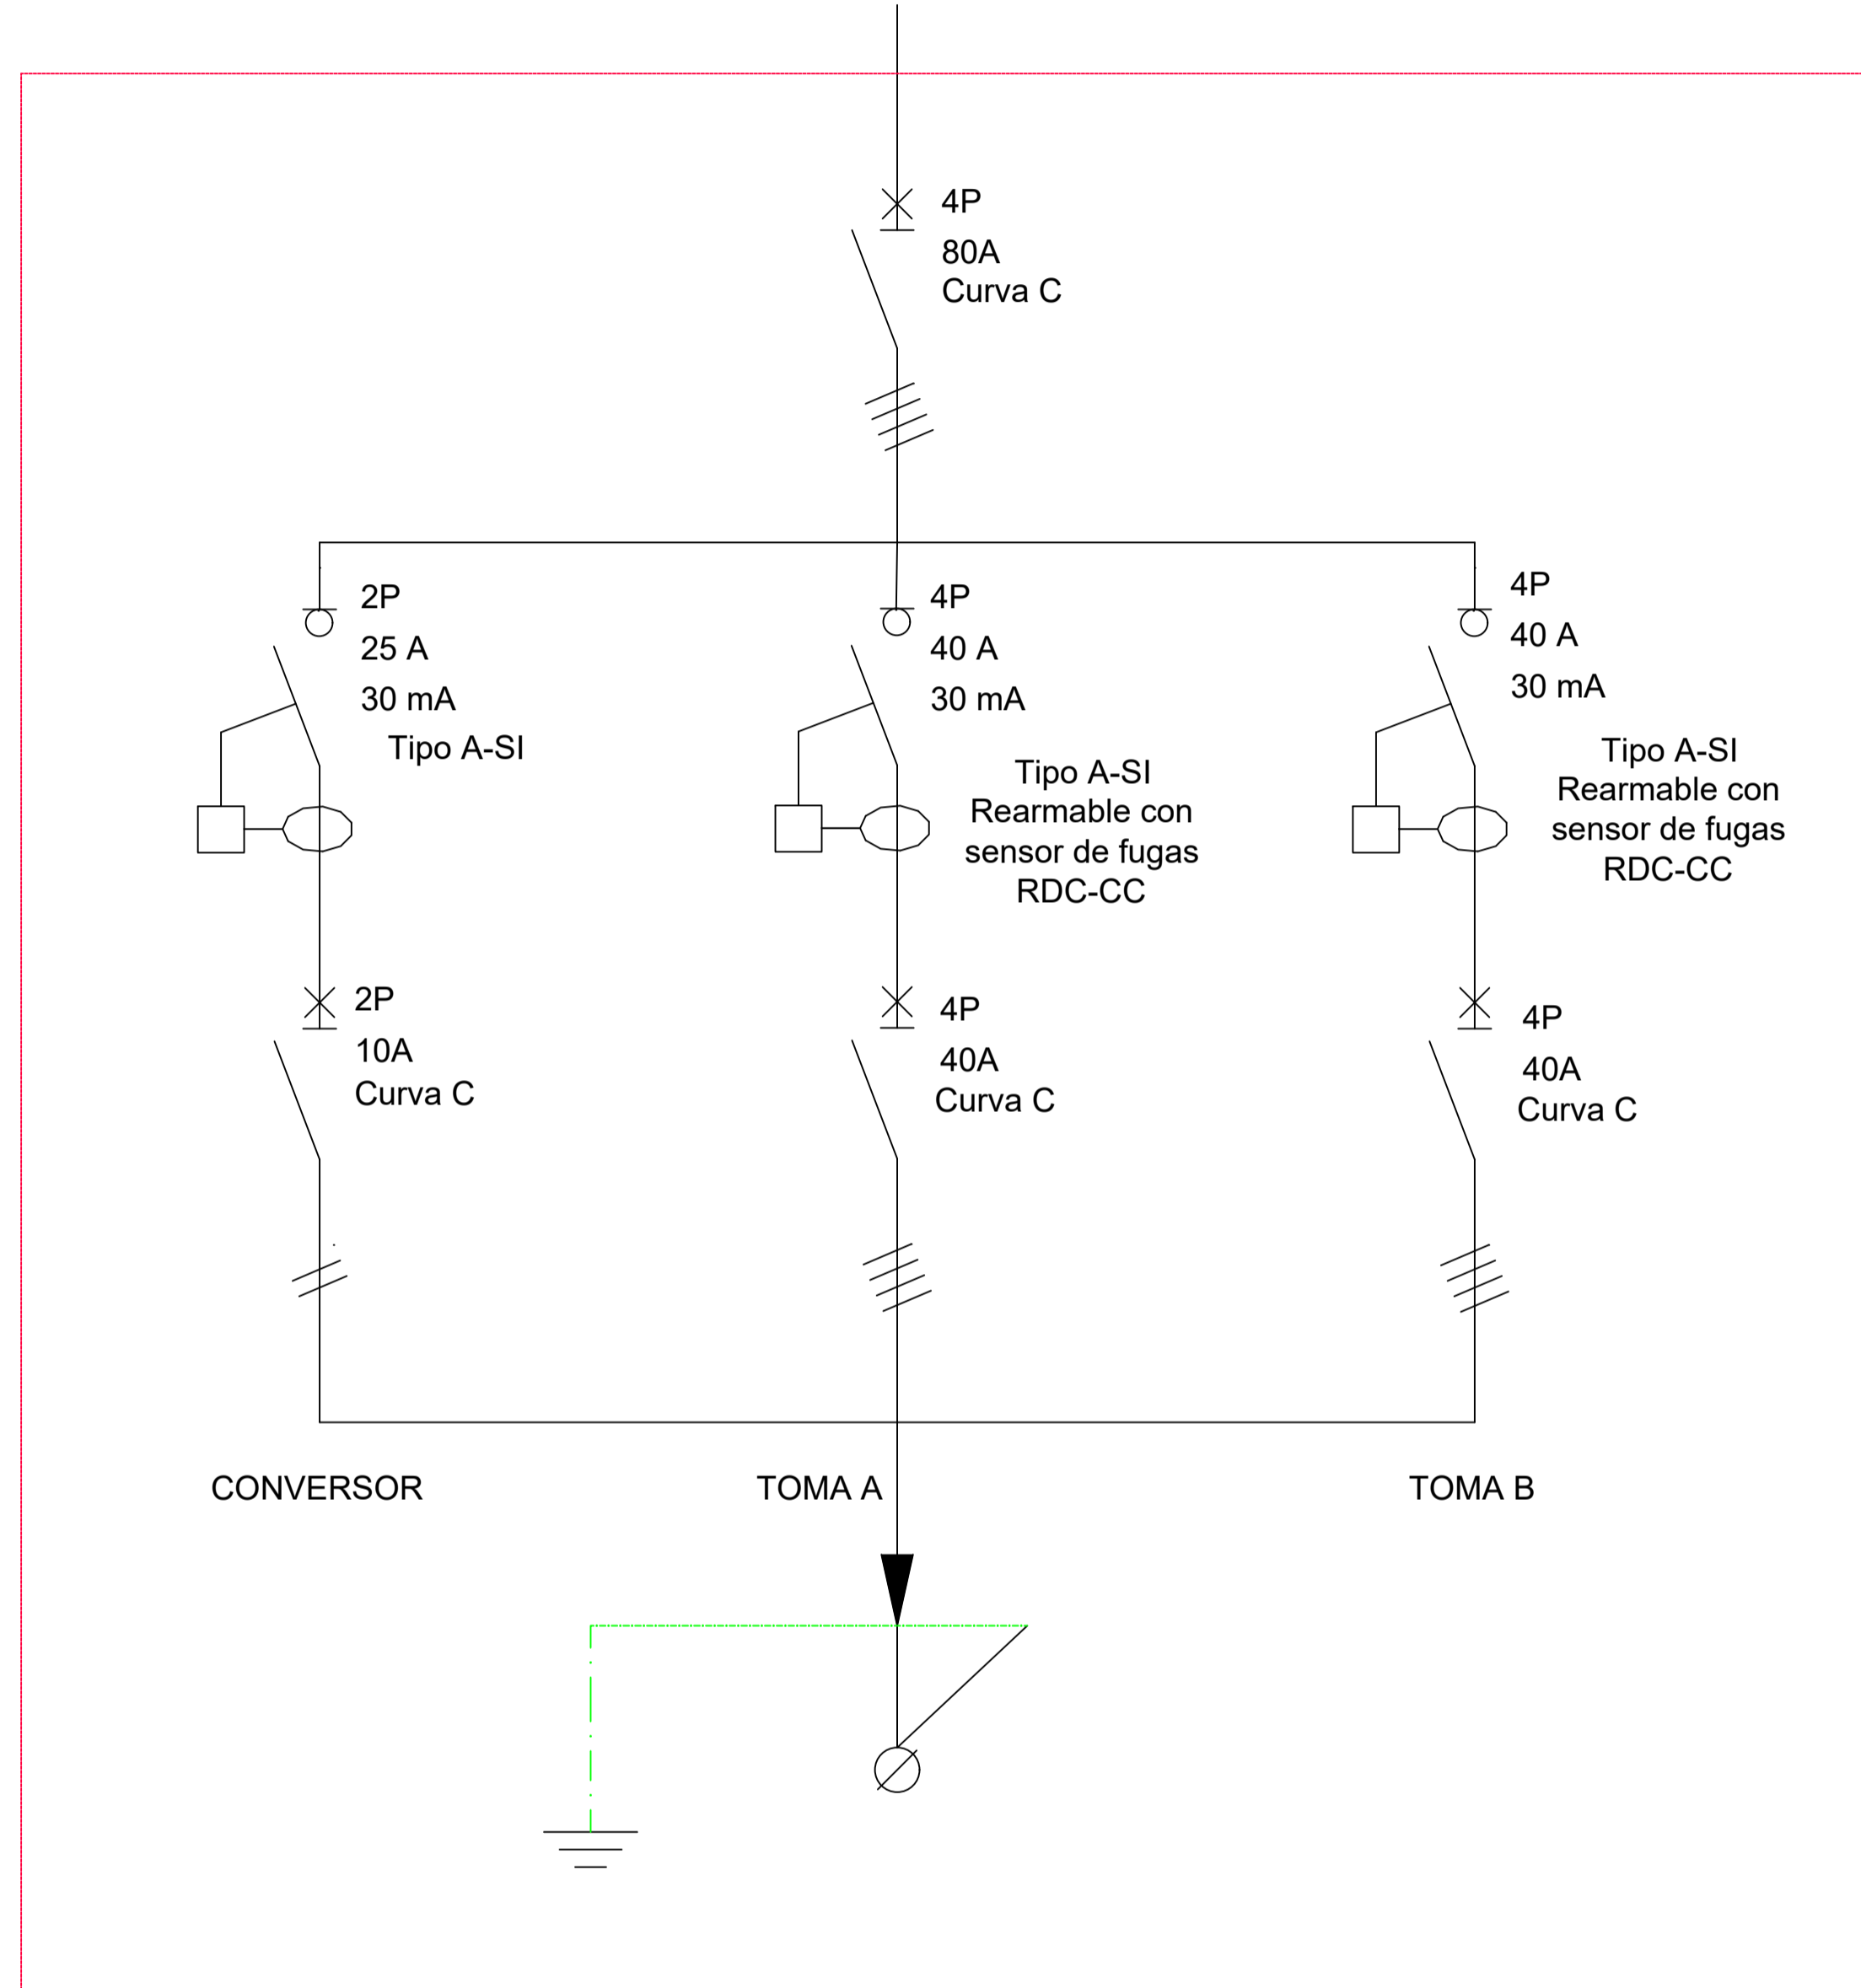 4P
80A
Curva C
2P
25 A
30 mA
Tipo A-SI
4P
40 A
30 mA
Tipo A-SI
Rearmable con
sensor de fugas
RDC-CC
4P
40 A
30 mA
Tipo A-SI
Rearmable con
sensor de fugas
RDC-CC
2P
10A
Curva C
4P
40A
Curva C
4P
40A
Curva C
CONVERSOR
TOMA A
TOMA B